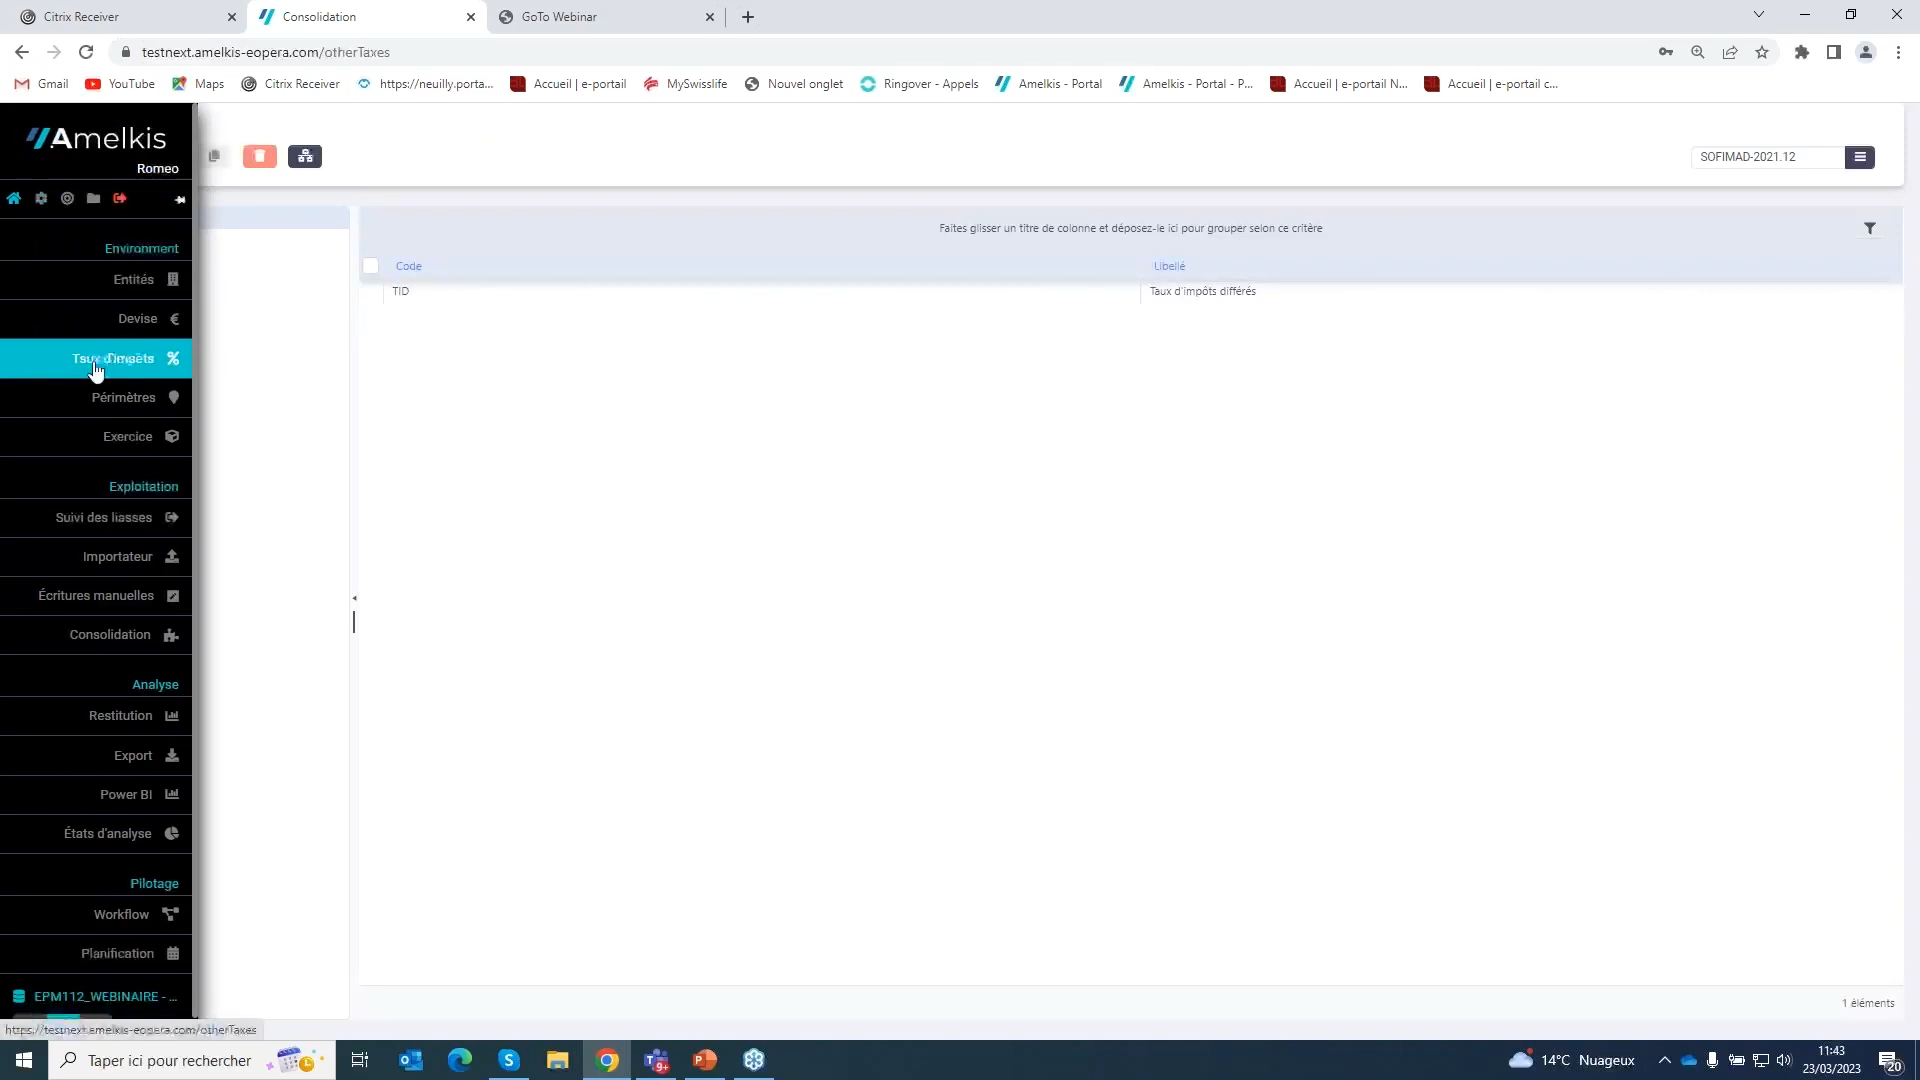 Citrix Receiver
Consolidation
GoTo Webinar
testnext.amelkis-eopera.com/otherTaxes
Gmail
YouTube
Maps
Citrix Receiver
https://neuilly.porta...
Accueil | e-portail
MySwisslife
Nouvel onglet
Ringover - Appels
Amelkis - Portal
Amelkis - Portal - P...
Accueil | e-portail N...
Accueil | e-portail c...
Amelkis
Romeo
SOFIMAD-2021.12
Environment
Entités
Devise
Périmètres
Exercice
Exploitation
Suivi des liasses
Importateur
Écritures manuelles
Consolidation
Analyse
Restitution
Export
Power BI
États d'analyse
Pilotage
Workflow
Planification
EPM112_WEBINAIRE - ...
Faites glisser un titre de colonne et déposez-le ici pour grouper selon ce critère
Code
Libellé
TID
Taux d'impôts différés
1 éléments
https://testnext.amelkis-eopera.com/otherTaxes
Taper ici pour rechercher
9+
14°C Nuageux
11:43
23/03/2023
20